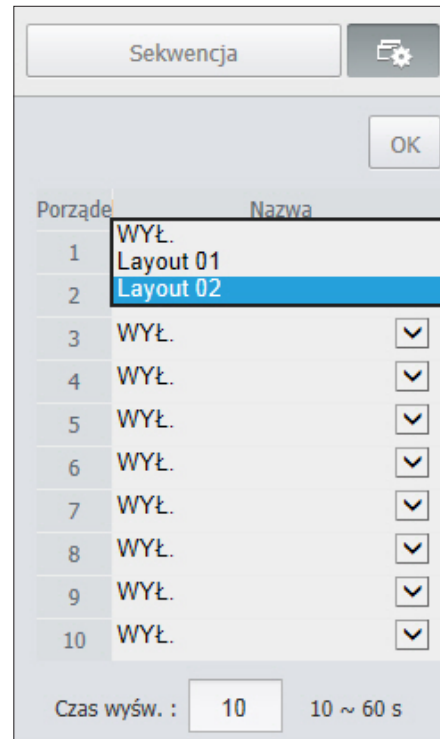 Sekwencja
OK
Porząde Nazwa
WYŁ.
1 Layout 01
2 Layout 02
3 WYŁ.
4 WYŁ.
5 WYŁ.
6 WYŁ.
7 WYŁ.
8 WYŁ.
9 WYŁ.
10 WYŁ.
Czas wyśw. : 10 10 ~ 60 s